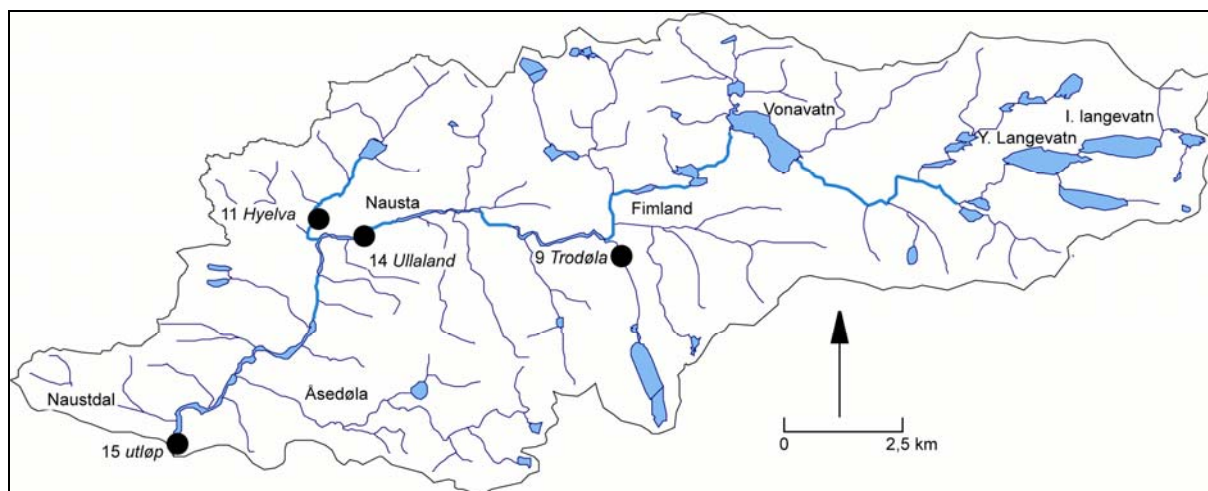 Vonavatn
I. langevatn
Y. Langevatn
11 Hyelva
Nausta
Fimland
14 Ullaland
9 Trodøla
Naustdal
Åsedøla
15 utløp
0 2,5 km